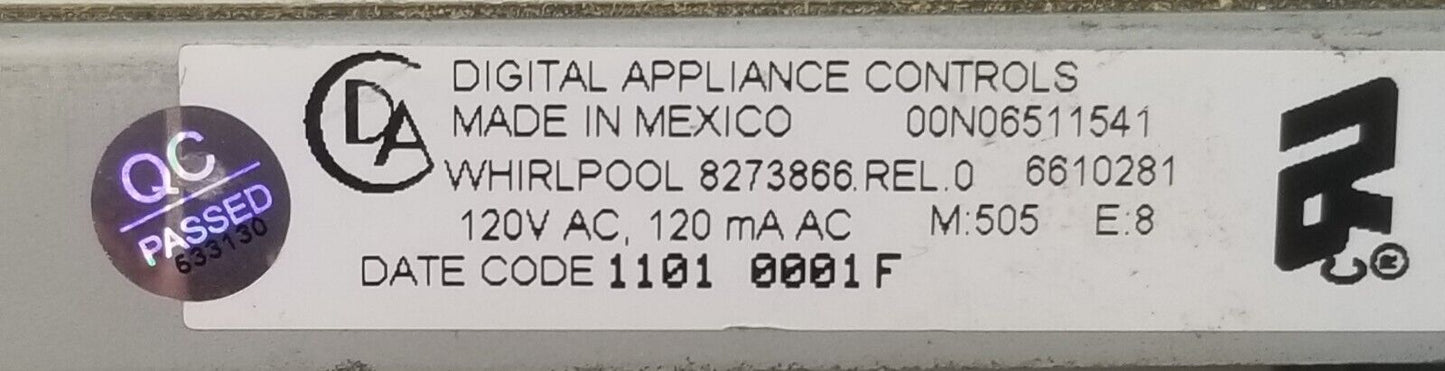 QC
PASSED
633130
DA
DIGITAL APPLIANCE CONTROLS
MADE IN MEXICO 00N06511541
WHIRLPOOL 8273866.REL.0 6610281
120V AC, 120 mA AC M:505 E:8
DATE CODE 1101 0001F
®